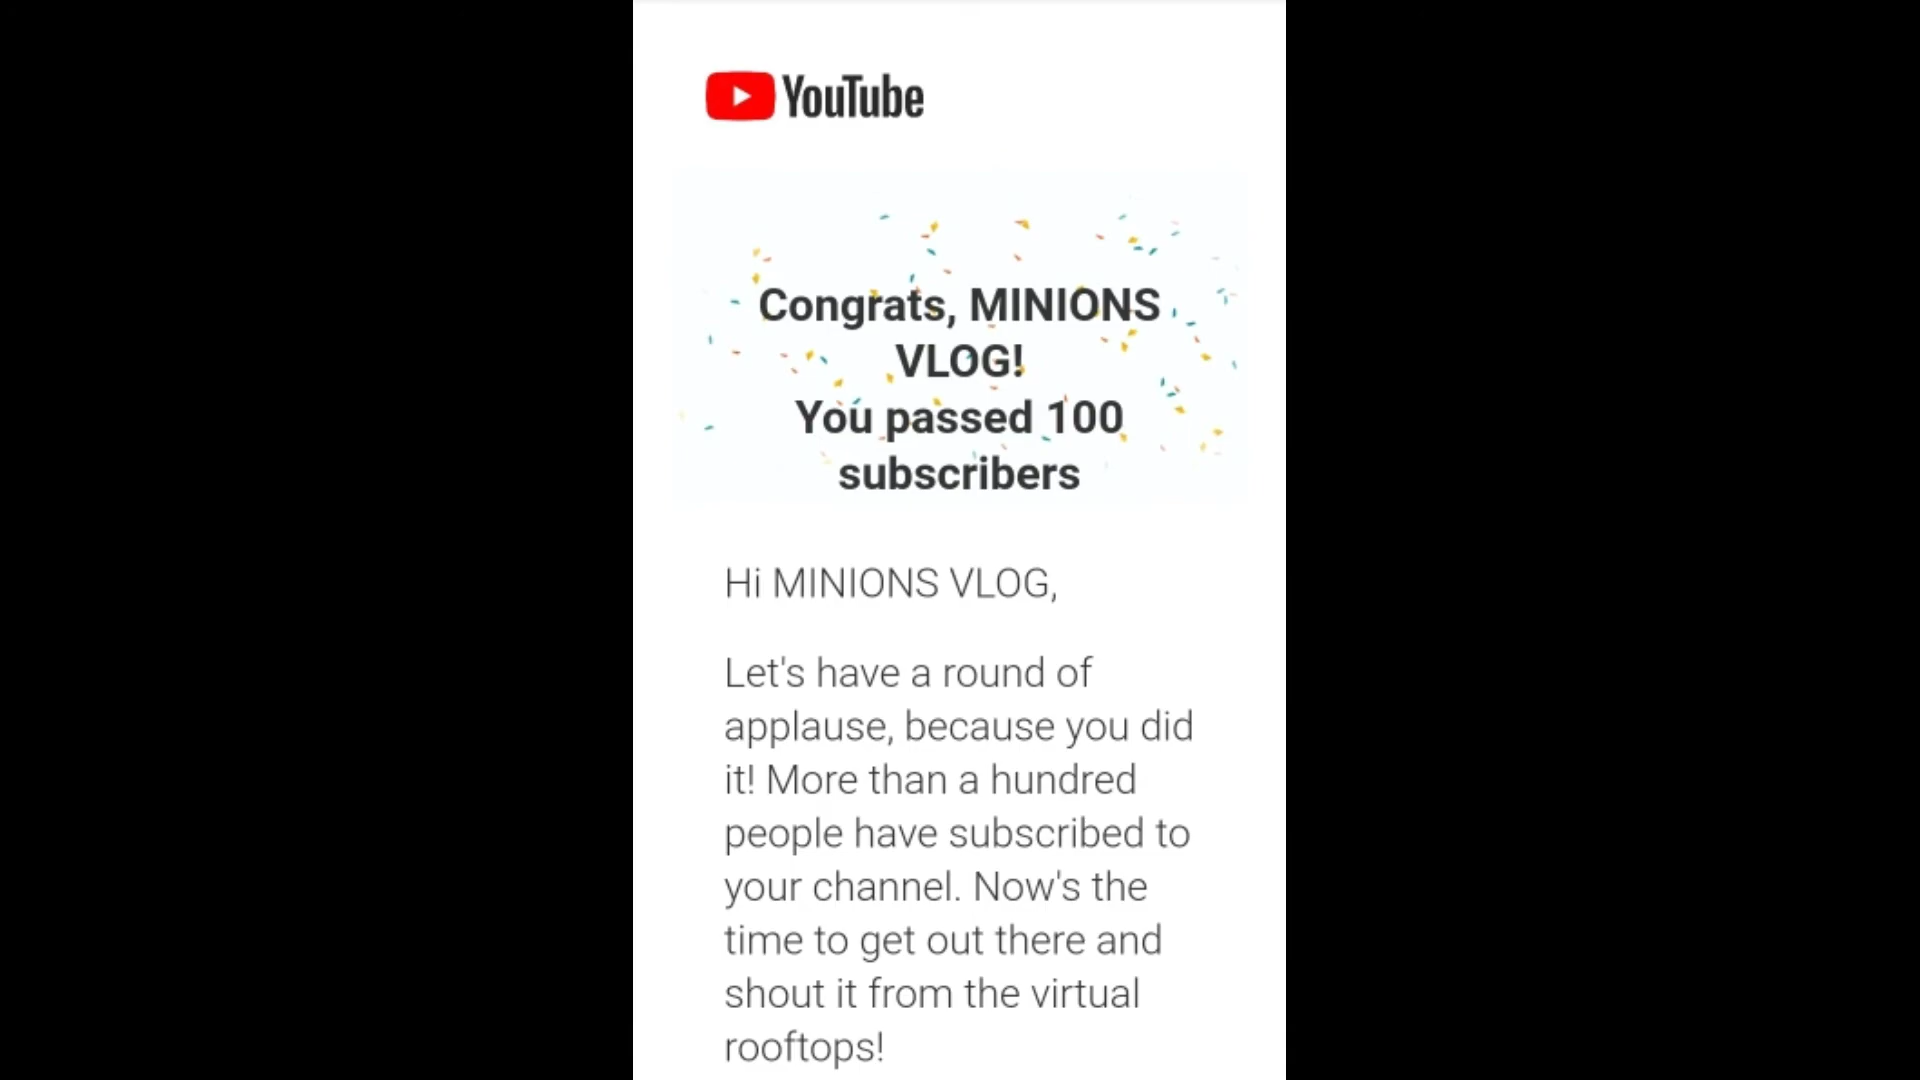 YouTube
Congrats, MINIONS
VLOG!
You passed 100
subscribers
Hi MINIONS VLOG,
Let's have a round of
applause, because you did
it! More than a hundred
people have subscribed to
your channel. Now's the
time to get out there and
shout it from the virtual
rooftops!